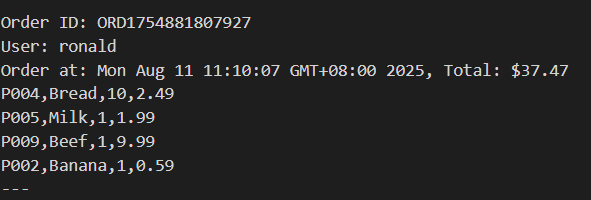 Order ID: ORD1754881807927
User: ronald
Order at: Mon Aug 11 11:10:07 GMT+08:00 2025, Total: $37.47
P004,Bread,10,2.49
P005,Milk,1,1.99
P009,Beef,1,9.99
P002,Banana,1,0.59
---